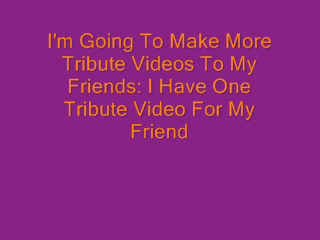 I'm Going To Make More
Tribute Videos To My
Friends: I Have One
Tribute Video For My
Friend